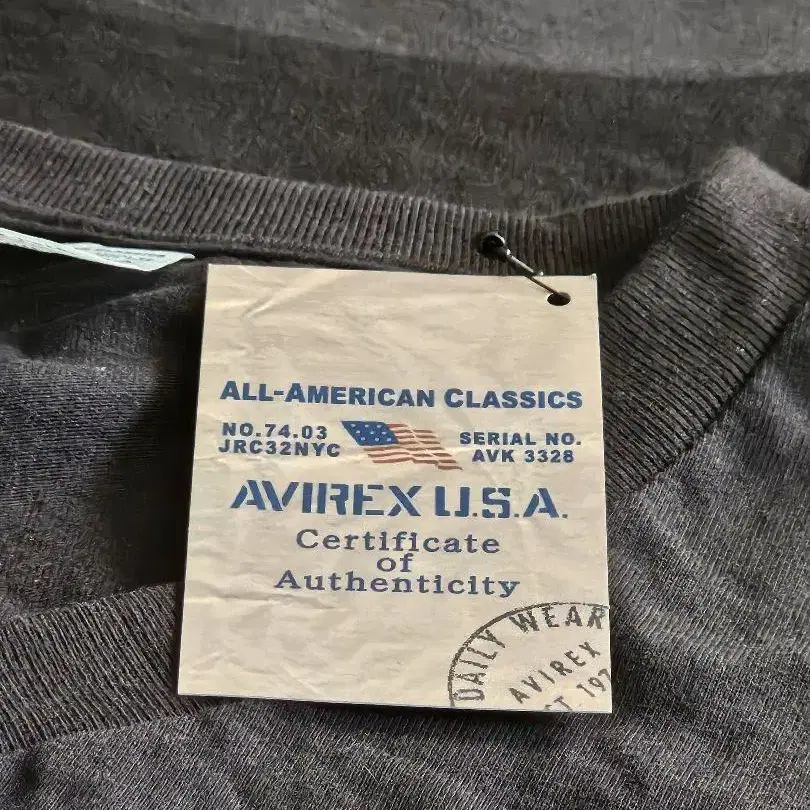 ALL-AMERICAN CLASSICS
NO.74.03
JRC32NYC
SERIAL NO.
AVK 3328
AVIREX U.S.A.
Certificate
of
Authenticity
DAILY WEAR
AVIREX